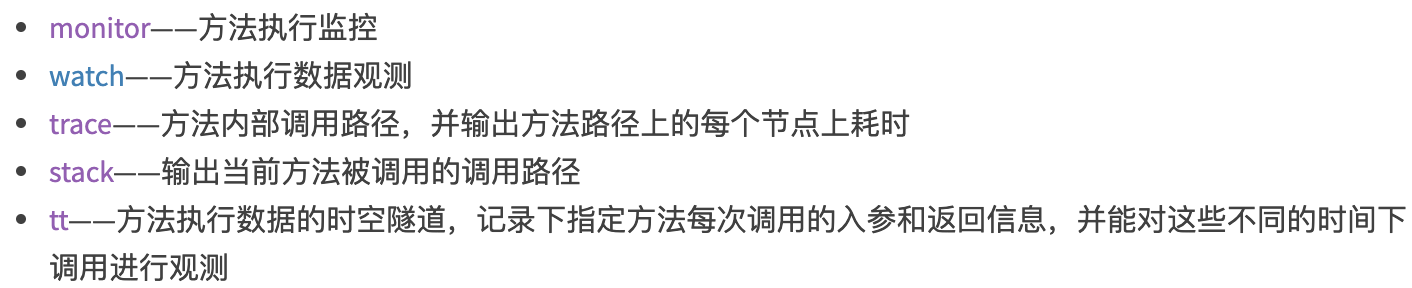 • monitor——方法执行监控
• watch——方法执行数据观测
• trace——方法内部调用路径，并输出方法路径上的每个节点上耗时
• stack——输出当前方法被调用的调用路径
• tt——方法执行数据的时空隧道，记录下指定方法每次调用的入参和返回信息，并能对这些不同的时间下
调用进行观测